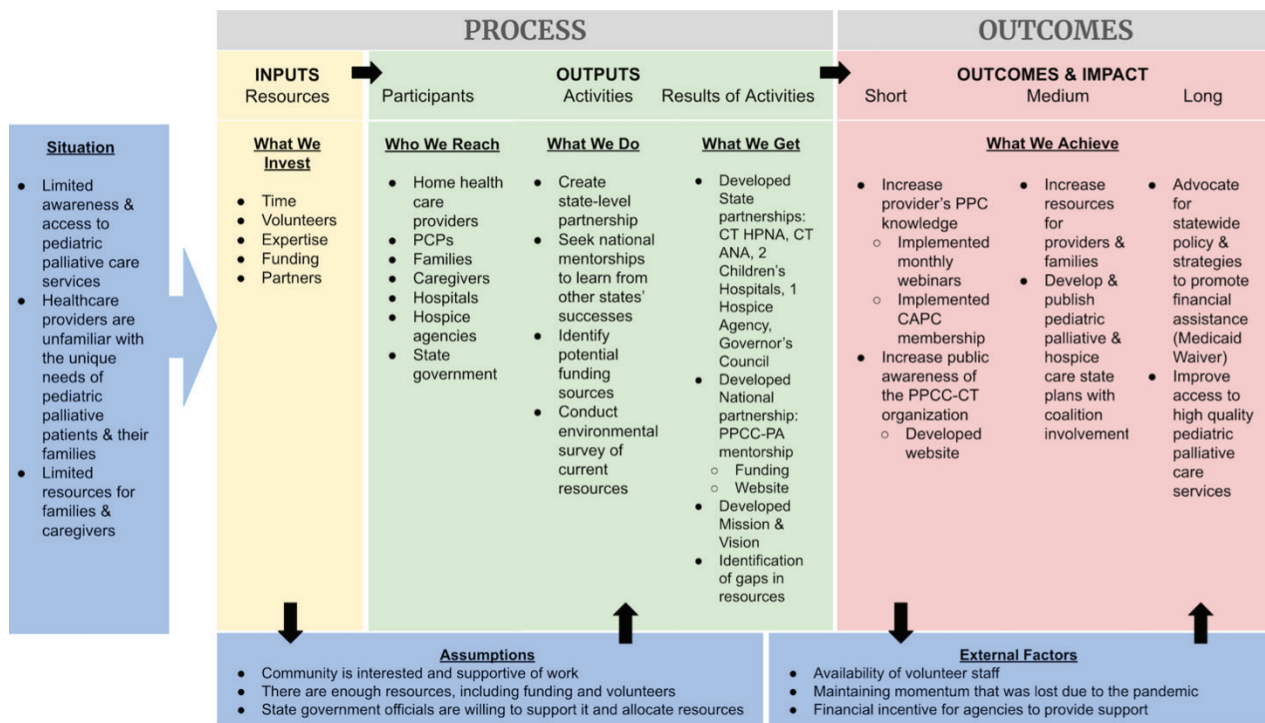 PROCESS
OUTCOMES
INPUTS
Resources
OUTPUTS
Participants
Activities
Results of Activities
OUTCOMES & IMPACT
Short
Medium
Long
Situation
● Limited
awareness &
access to
pediatric
palliative care
services
● Healthcare
providers are
unfamiliar with
the unique
needs of
pediatric
palliative
patients & their
families
● Limited
resources for
families &
caregivers
What We
Invest
● Time
● Volunteers
● Expertise
● Funding
● Partners
Who We Reach
● Home health
care
providers
● PCPs
● Families
● Caregivers
● Hospitals
● Hospice
agencies
● State
government
What We Do
● Create
state-level
partnership
● Seek national
mentorships
to learn from
other states'
successes
● Identify
potential
funding
sources
● Conduct
environmental
survey of
current
resources
What We Get
● Developed
State
partnerships:
CT HPNA, CT
ANA, 2
Children's
Hospitals, 1
Hospice
Agency,
Governor's
Council
● Developed
National
partnership:
PPCC-PA
mentorship
○ Funding
○ Website
● Developed
Mission &
Vision
● Identification
of gaps in
resources
What We Achieve
● Increase
provider's PPC
knowledge
○ Implemented
monthly
webinars
○ Implemented
CAPC
membership
● Increase public
awareness of
the PPCC-CT
organization
○ Developed
website
● Increase
resources
for
providers &
families
● Develop &
publish
pediatric
palliative &
hospice
care state
plans with
coalition
involvement
● Advocate
for
statewide
policy &
strategies
to promote
financial
assistance
(Medicaid
Waiver)
● Improve
access to
high quality
pediatric
palliative
care
services
Assumptions
● Community is interested and supportive of work
● There are enough resources, including funding and volunteers
● State government officials are willing to support it and allocate resources
External Factors
● Availability of volunteer staff
● Maintaining momentum that was lost due to the pandemic
● Financial incentive for agencies to provide support